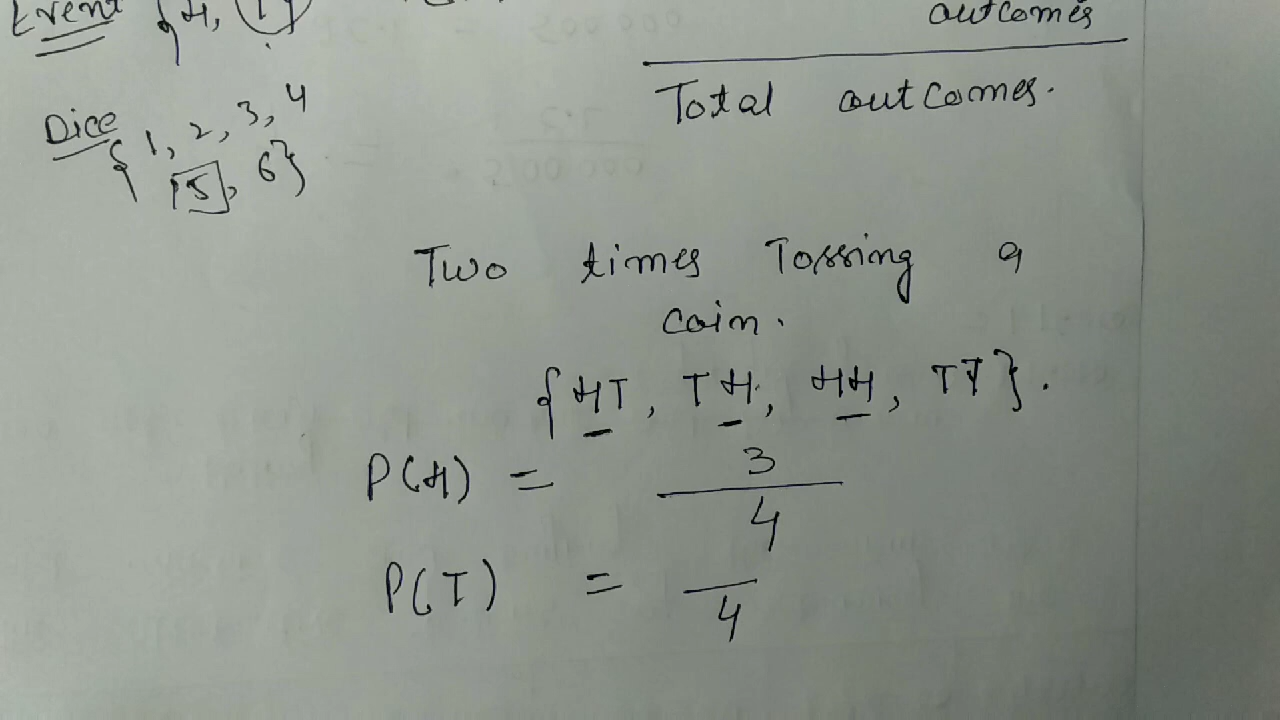 Event {H, T}
outcomes
Total outcomes.
Dice
{1, 2, 3, 4
5, 6}
Two times Tossing a
coin.
{HT, TH, HH, TT}.
P(H) = 3
4
P(T) =
4